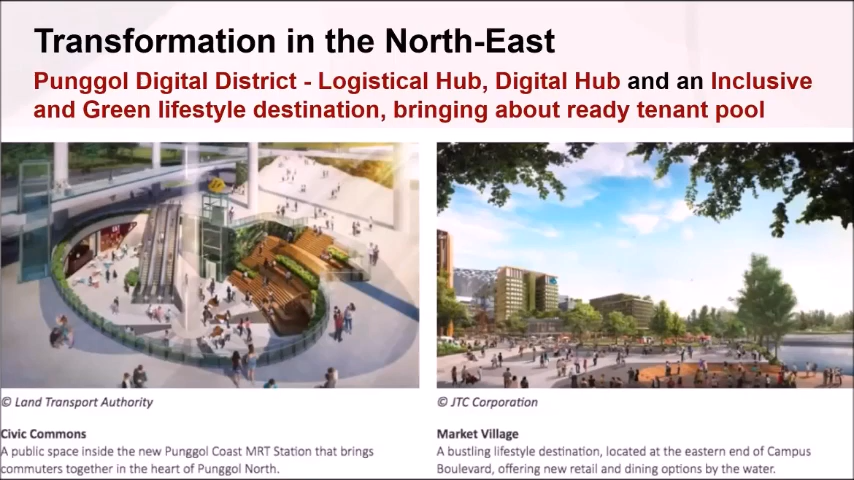 Transformation in the North-East
Punggol Digital District - Logistical Hub, Digital Hub and an Inclusive
and Green lifestyle destination, bringing about ready tenant pool
© Land Transport Authority
Civic Commons
A public space inside the new Punggol Coast MRT Station that brings
commuters together in the heart of Punggol North.
© JTC Corporation
Market Village
A bustling lifestyle destination, located at the eastern end of Campus
Boulevard, offering new retail and dining options by the water.